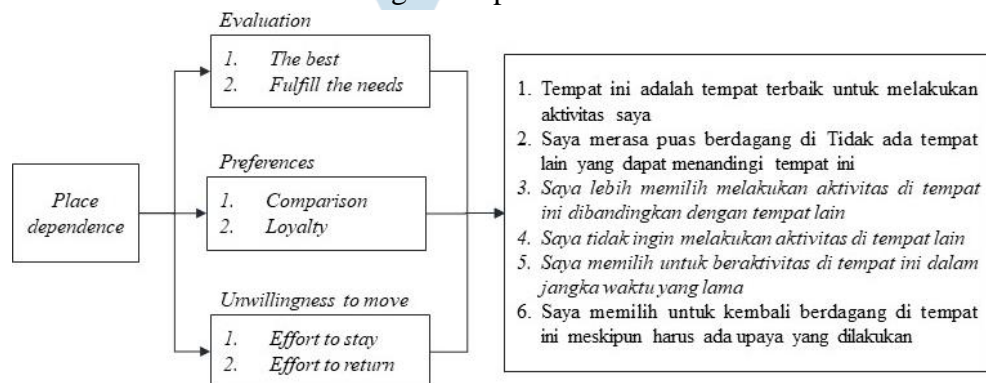 Evaluation
1. The best
2. Fulfill the needs
Preferences
1. Comparison
2. Loyalty
Unwillingness to move
1. Effort to stay
2. Effort to return
Place
dependence
1. Tempat ini adalah tempat terbaik untuk melakukan
aktivitas saya
2. Saya merasa puas berdagang di Tidak ada tempat
lain yang dapat menandingi tempat ini
3. Saya lebih memilih melakukan aktivitas di tempat
ini dibandingkan dengan tempat lain
4. Saya tidak ingin melakukan aktivitas di tempat lain
5. Saya memilih untuk beraktivitas di tempat ini dalam
jangka waktu yang lama
6. Saya memilih untuk kembali berdagang di tempat
ini meskipun harus ada upaya yang dilakukan